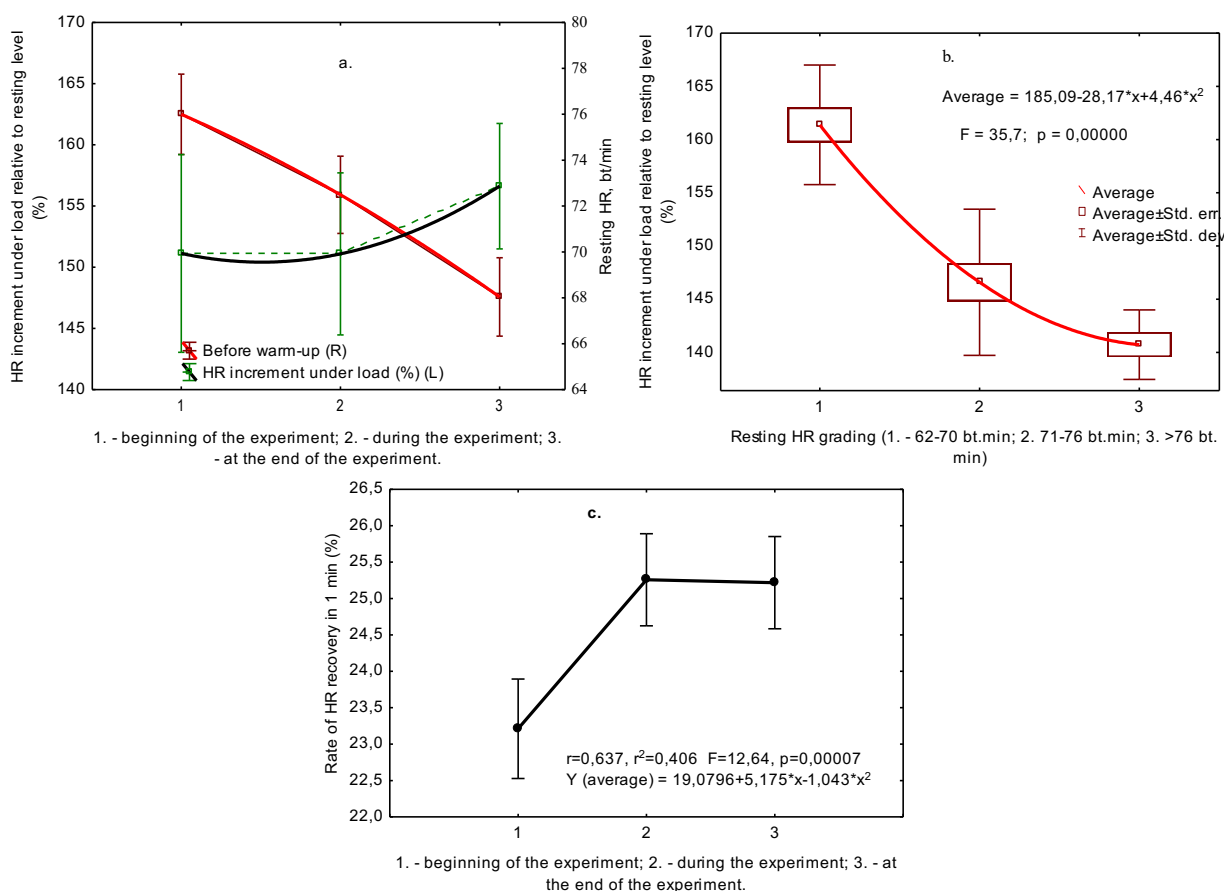 HR increment under load relative to resting level
(%)
170
165
160
155
150
145
140
a.
80
78
76
74
72
70
68
66
64
Resting HR, bt/min
Before warm-up (R)
HR increment under load (%) (L)
1 2 3
1. - beginning of the experiment; 2. - during the experiment; 3.
- at the end of the experiment.
HR increment under load relative to resting level
(%)
170
165
160
155
150
145
140
b.
Average = 185,09-28,17*x+4,46*x²
F = 35,7; p = 0,00000
Average
Average±Std. err.
Average±Std. dev
1 2 3
Resting HR grading (1. - 62-70 bt.min; 2. 71-76 bt.min; 3. >76 bt.
min)
Rate of HR recovery in 1 min (%)
26,5
26,0
25,5
25,0
24,5
24,0
23,5
23,0
22,5
22,0
c.
r=0,637, r²=0,406 F=12,64, p=0,00007
Y (average) = 19,0796+5,175*x-1,043*x²
1 2 3
1. - beginning of the experiment; 2. - during the experiment; 3. - at
the end of the experiment.